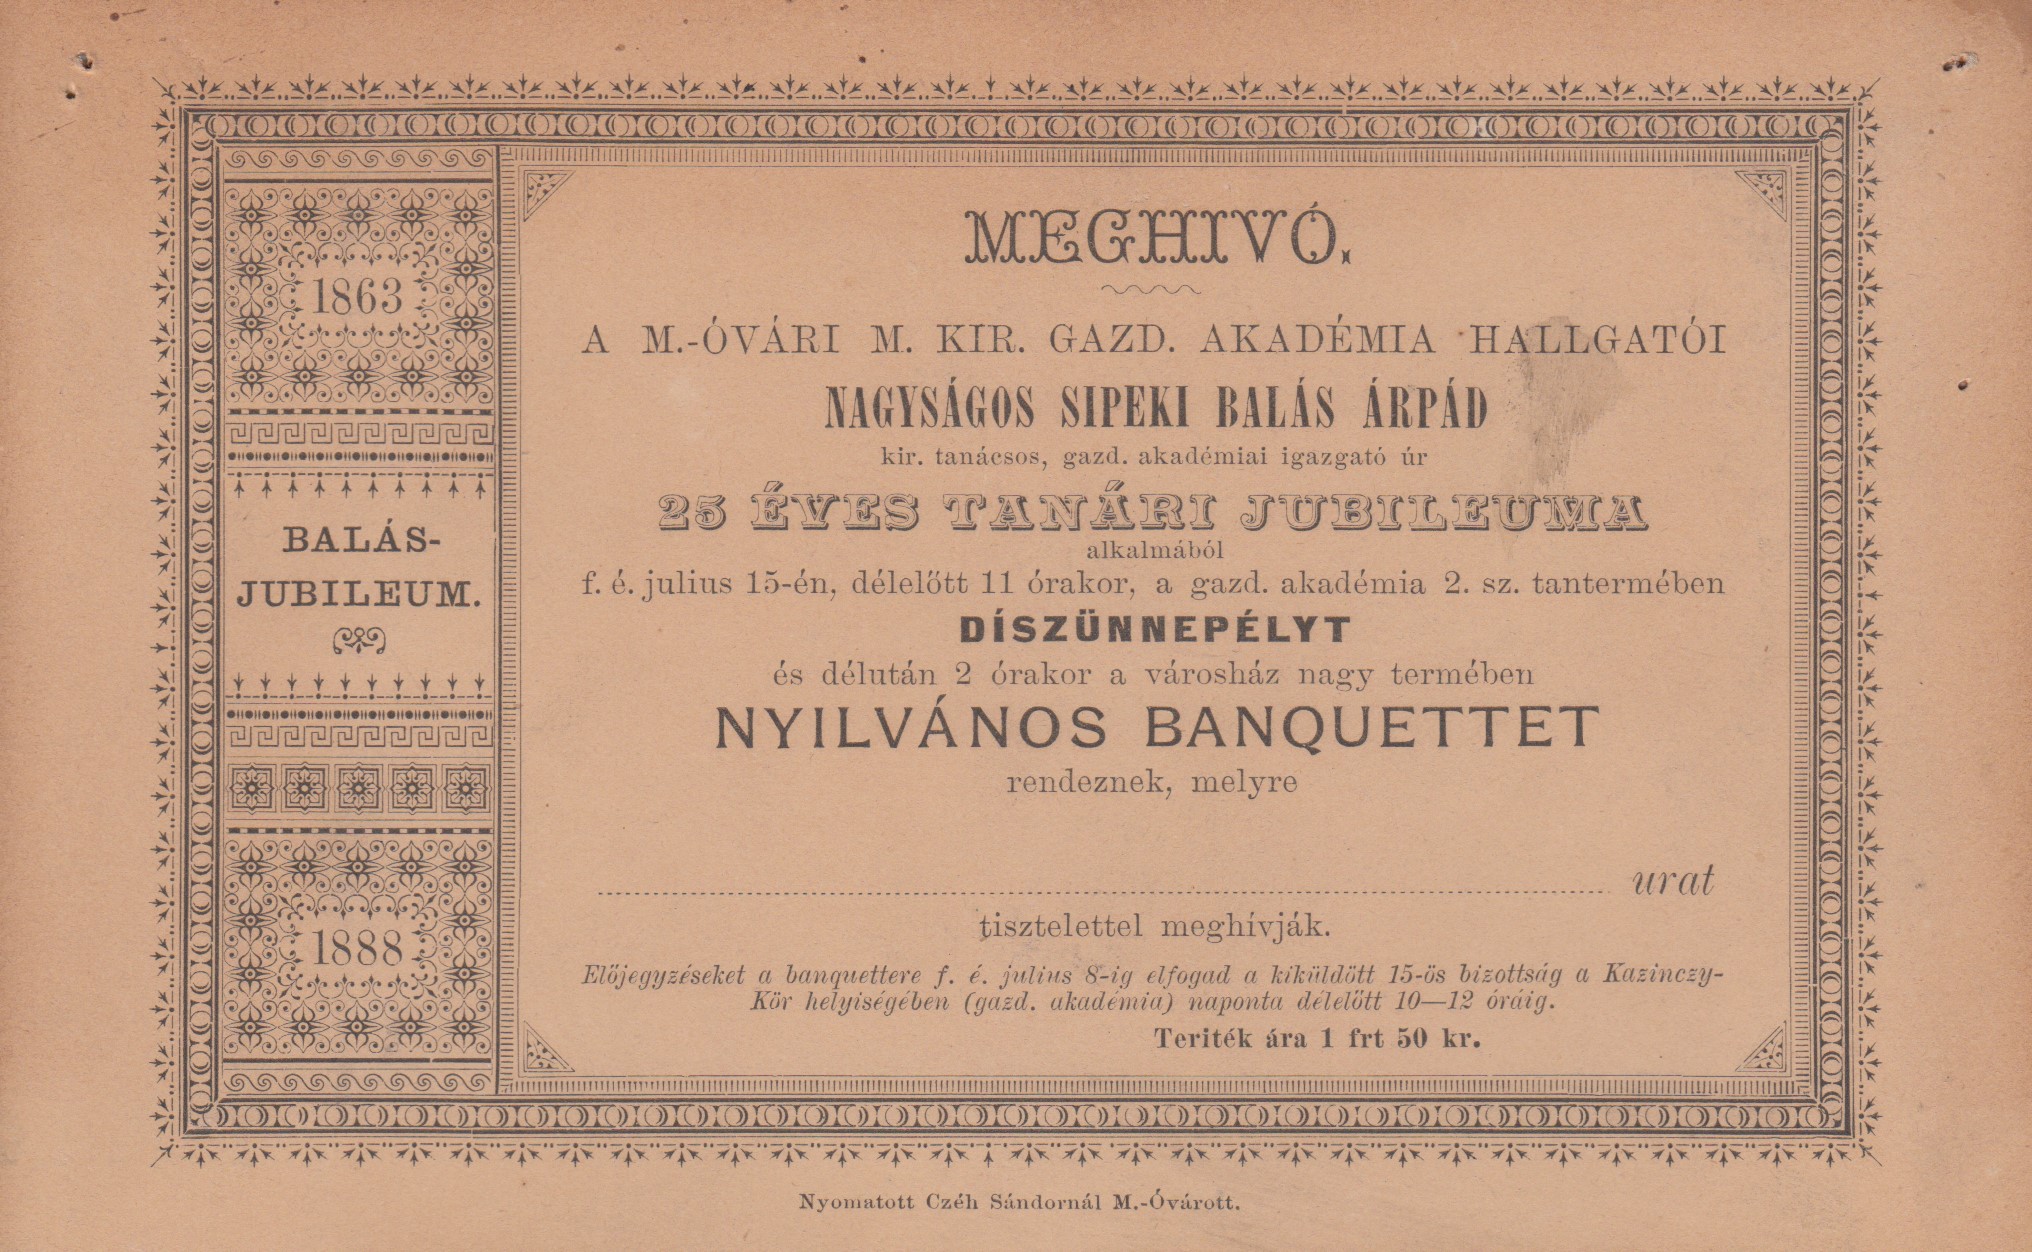 1863
BALÁS-
JUBILEUM.
1888
MEGHIVÓ.
A M.-ÓVÁRI M. KIR. GAZD. AKADÉMIA HALLGATÓI
NAGYSÁGOS SIPEKI BALÁS ÁRPÁD
kir. tanácsos, gazd. akadémiai igazgató úr
25 ÉVES TANÁRI JUBILEUMA
alkalmából
f. é. julius 15-én, délelőtt 11 órakor, a gazd. akadémia 2. sz. tantermében
DÍSZÜNNEPÉLYT
és délután 2 órakor a városház nagy termében
NYILVÁNOS BANQUETTET
rendeznek, melyre
urat
tisztelettel meghívják.
Előjegyzéseket a banquettere f. é. július 8-ig elfogad a kiküldött 15-ös bizottság a Kazinczy-
Kör helyiségében (gazd. akadémia) naponta délelőtt 10—12 óráig.
Teriték ára 1 frt 50 kr.
Nyomatott Czéh Sándornál M.-Óvárott.